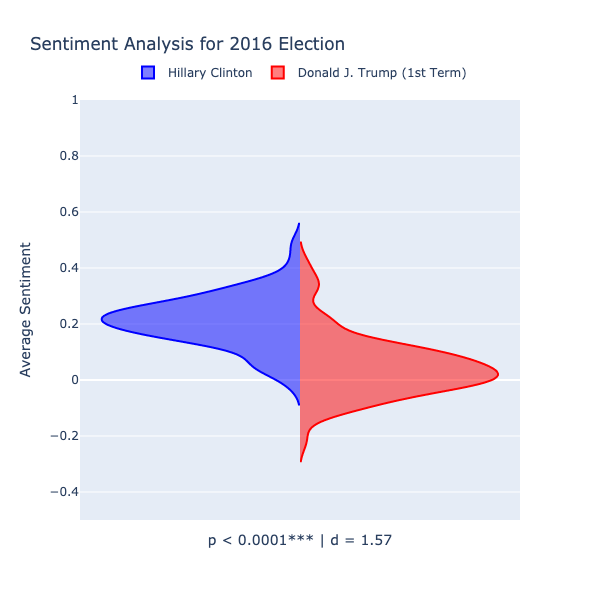 Sentiment Analysis for 2016 Election
Hillary Clinton Donald J. Trump (1st Term)
1
0.8
0.6
0.4
0.2
0
−0.2
−0.4
Average Sentiment
p < 0.0001*** | d = 1.57